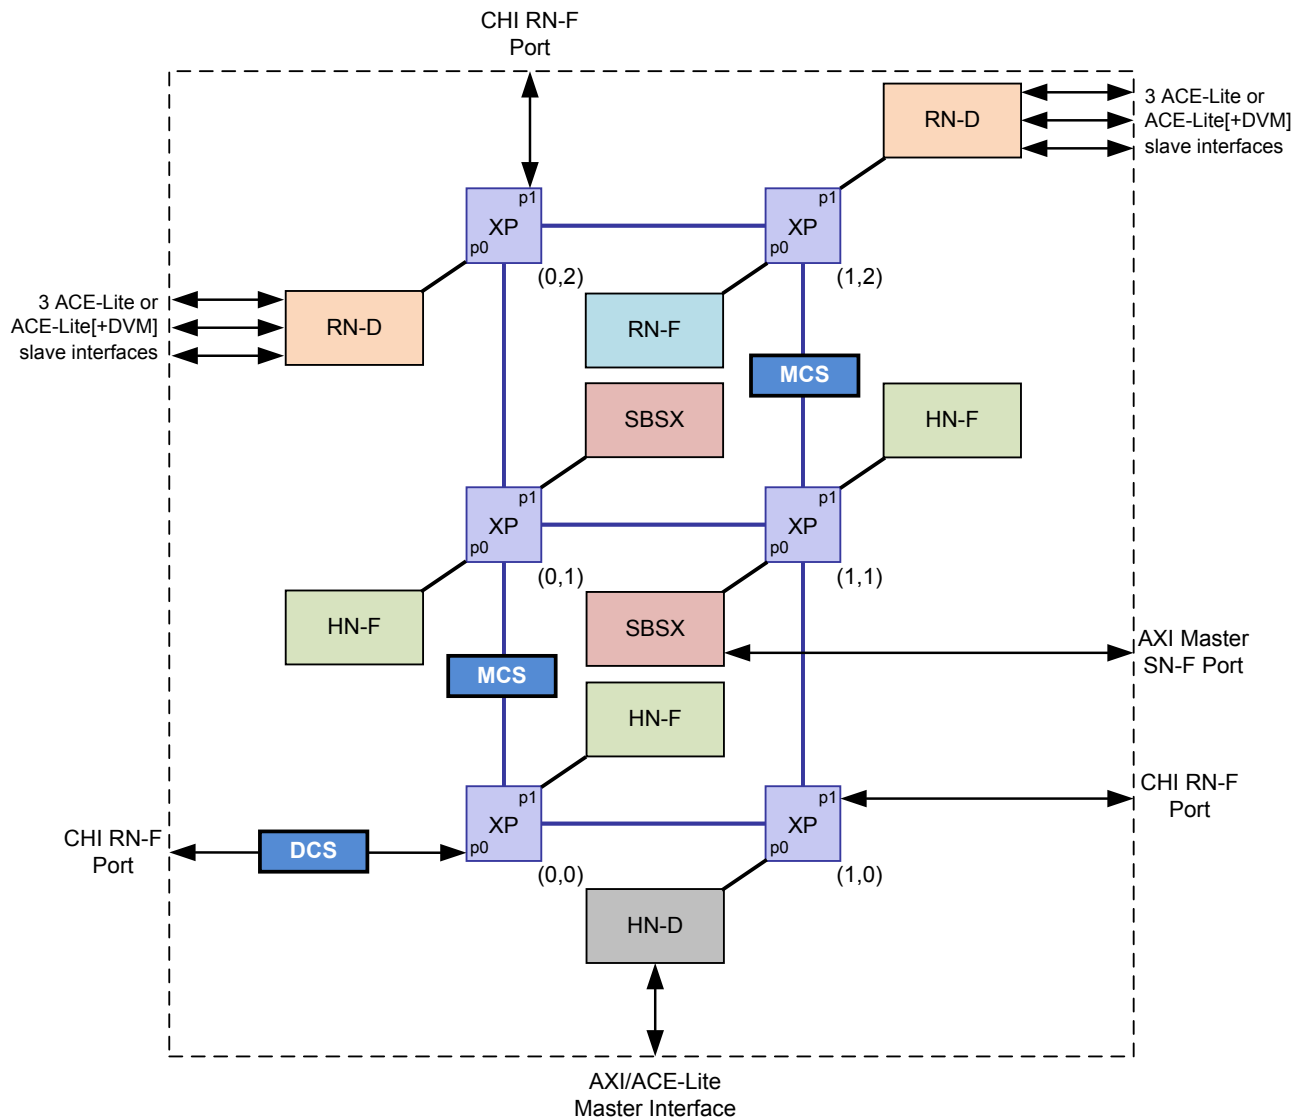 CHI RN-F
Port
3 ACE-Lite or
ACE-Lite[+DVM]
slave interfaces
RN-D
p1
XP
p0
(0,2)
p1
XP
p0
(1,2)
3 ACE-Lite or
ACE-Lite[+DVM]
slave interfaces
RN-D
RN-F
MCS
SBSX
HN-F
p1
XP
p0
(0,1)
p1
XP
p0
(1,1)
HN-F
SBSX
AXI Master
SN-F Port
MCS
HN-F
CHI RN-F
Port
p1
XP
p0
(0,0)
p1
XP
p0
(1,0)
CHI RN-F
Port
DCS
HN-D
AXI/ACE-Lite
Master Interface